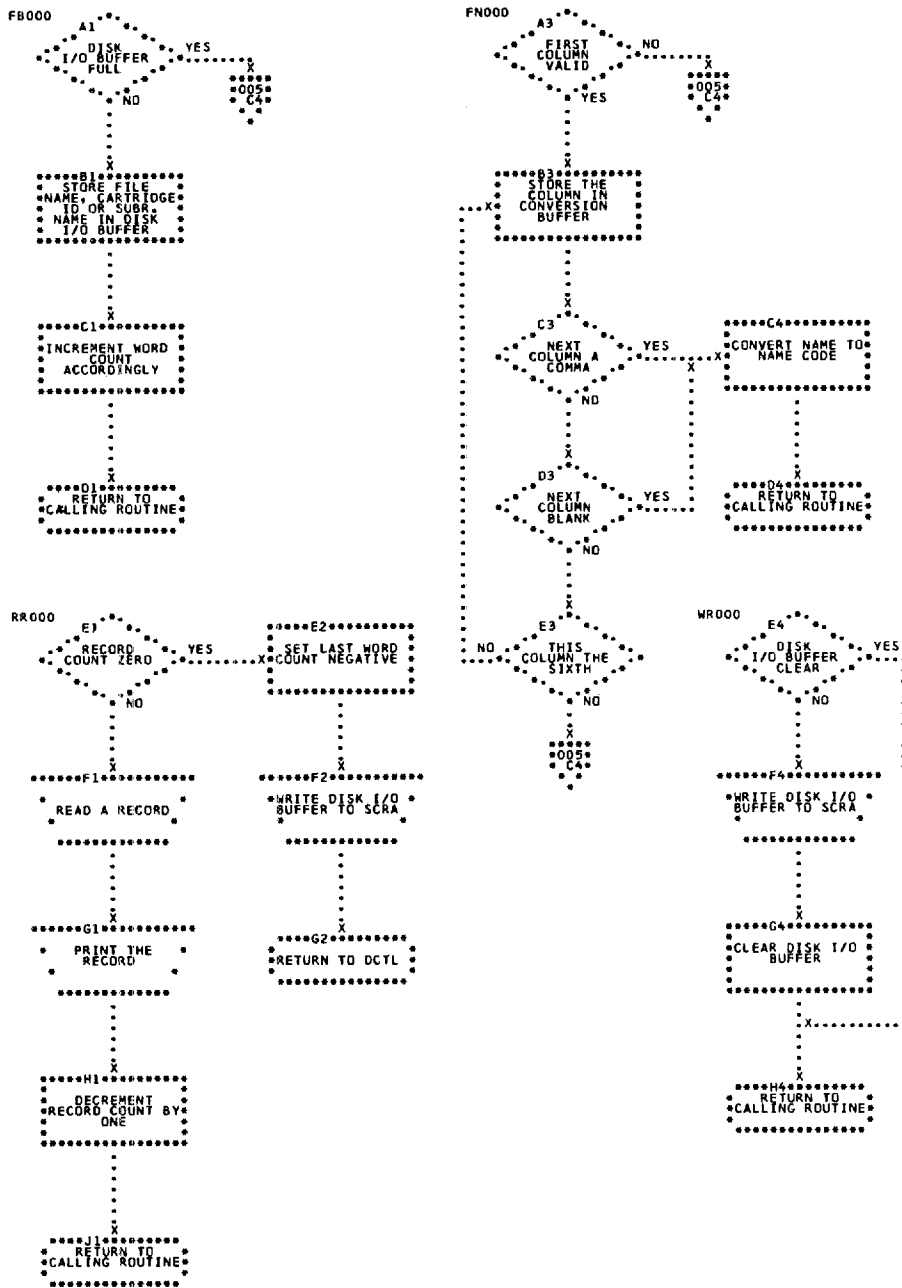 FB000
A1
DISK
I/O BUFFER
FULL
YES
NO
005
C4
B1
STORE FILE
NAME, CARTRIDGE
ID OR SUBR.
NAME IN DISK
I/O BUFFER
C1
INCREMENT WORD
COUNT
ACCORDINGLY
D1
RETURN TO
CALLING ROUTINE
FN000
A3
FIRST
COLUMN
VALID
NO
YES
005
C4
B3
STORE THE
COLUMN IN
CONVERSION
BUFFER
C3
NEXT
COLUMN A
COMMA
YES
NO
C4
CONVERT NAME TO
NAME CODE
D3
NEXT
COLUMN
BLANK
YES
NO
D4
RETURN TO
CALLING ROUTINE
E3
THIS
COLUMN THE
SIXTH
NO
NO
005
C4
RR000
E1
RECORD
COUNT ZERO
YES
NO
E2
SET LAST WORD
COUNT NEGATIVE
F1
READ A RECORD
F2
WRITE DISK I/O
BUFFER TO SCRA
G1
PRINT THE
RECORD
G2
RETURN TO DCTL
H1
DECREMENT
RECORD COUNT BY
ONE
J1
RETURN TO
CALLING ROUTINE
WR000
E4
DISK
I/O BUFFER
CLEAR
YES
NO
F4
WRITE DISK I/O
BUFFER TO SCRA
G4
CLEAR DISK I/O
BUFFER
H4
RETURN TO
CALLING ROUTINE